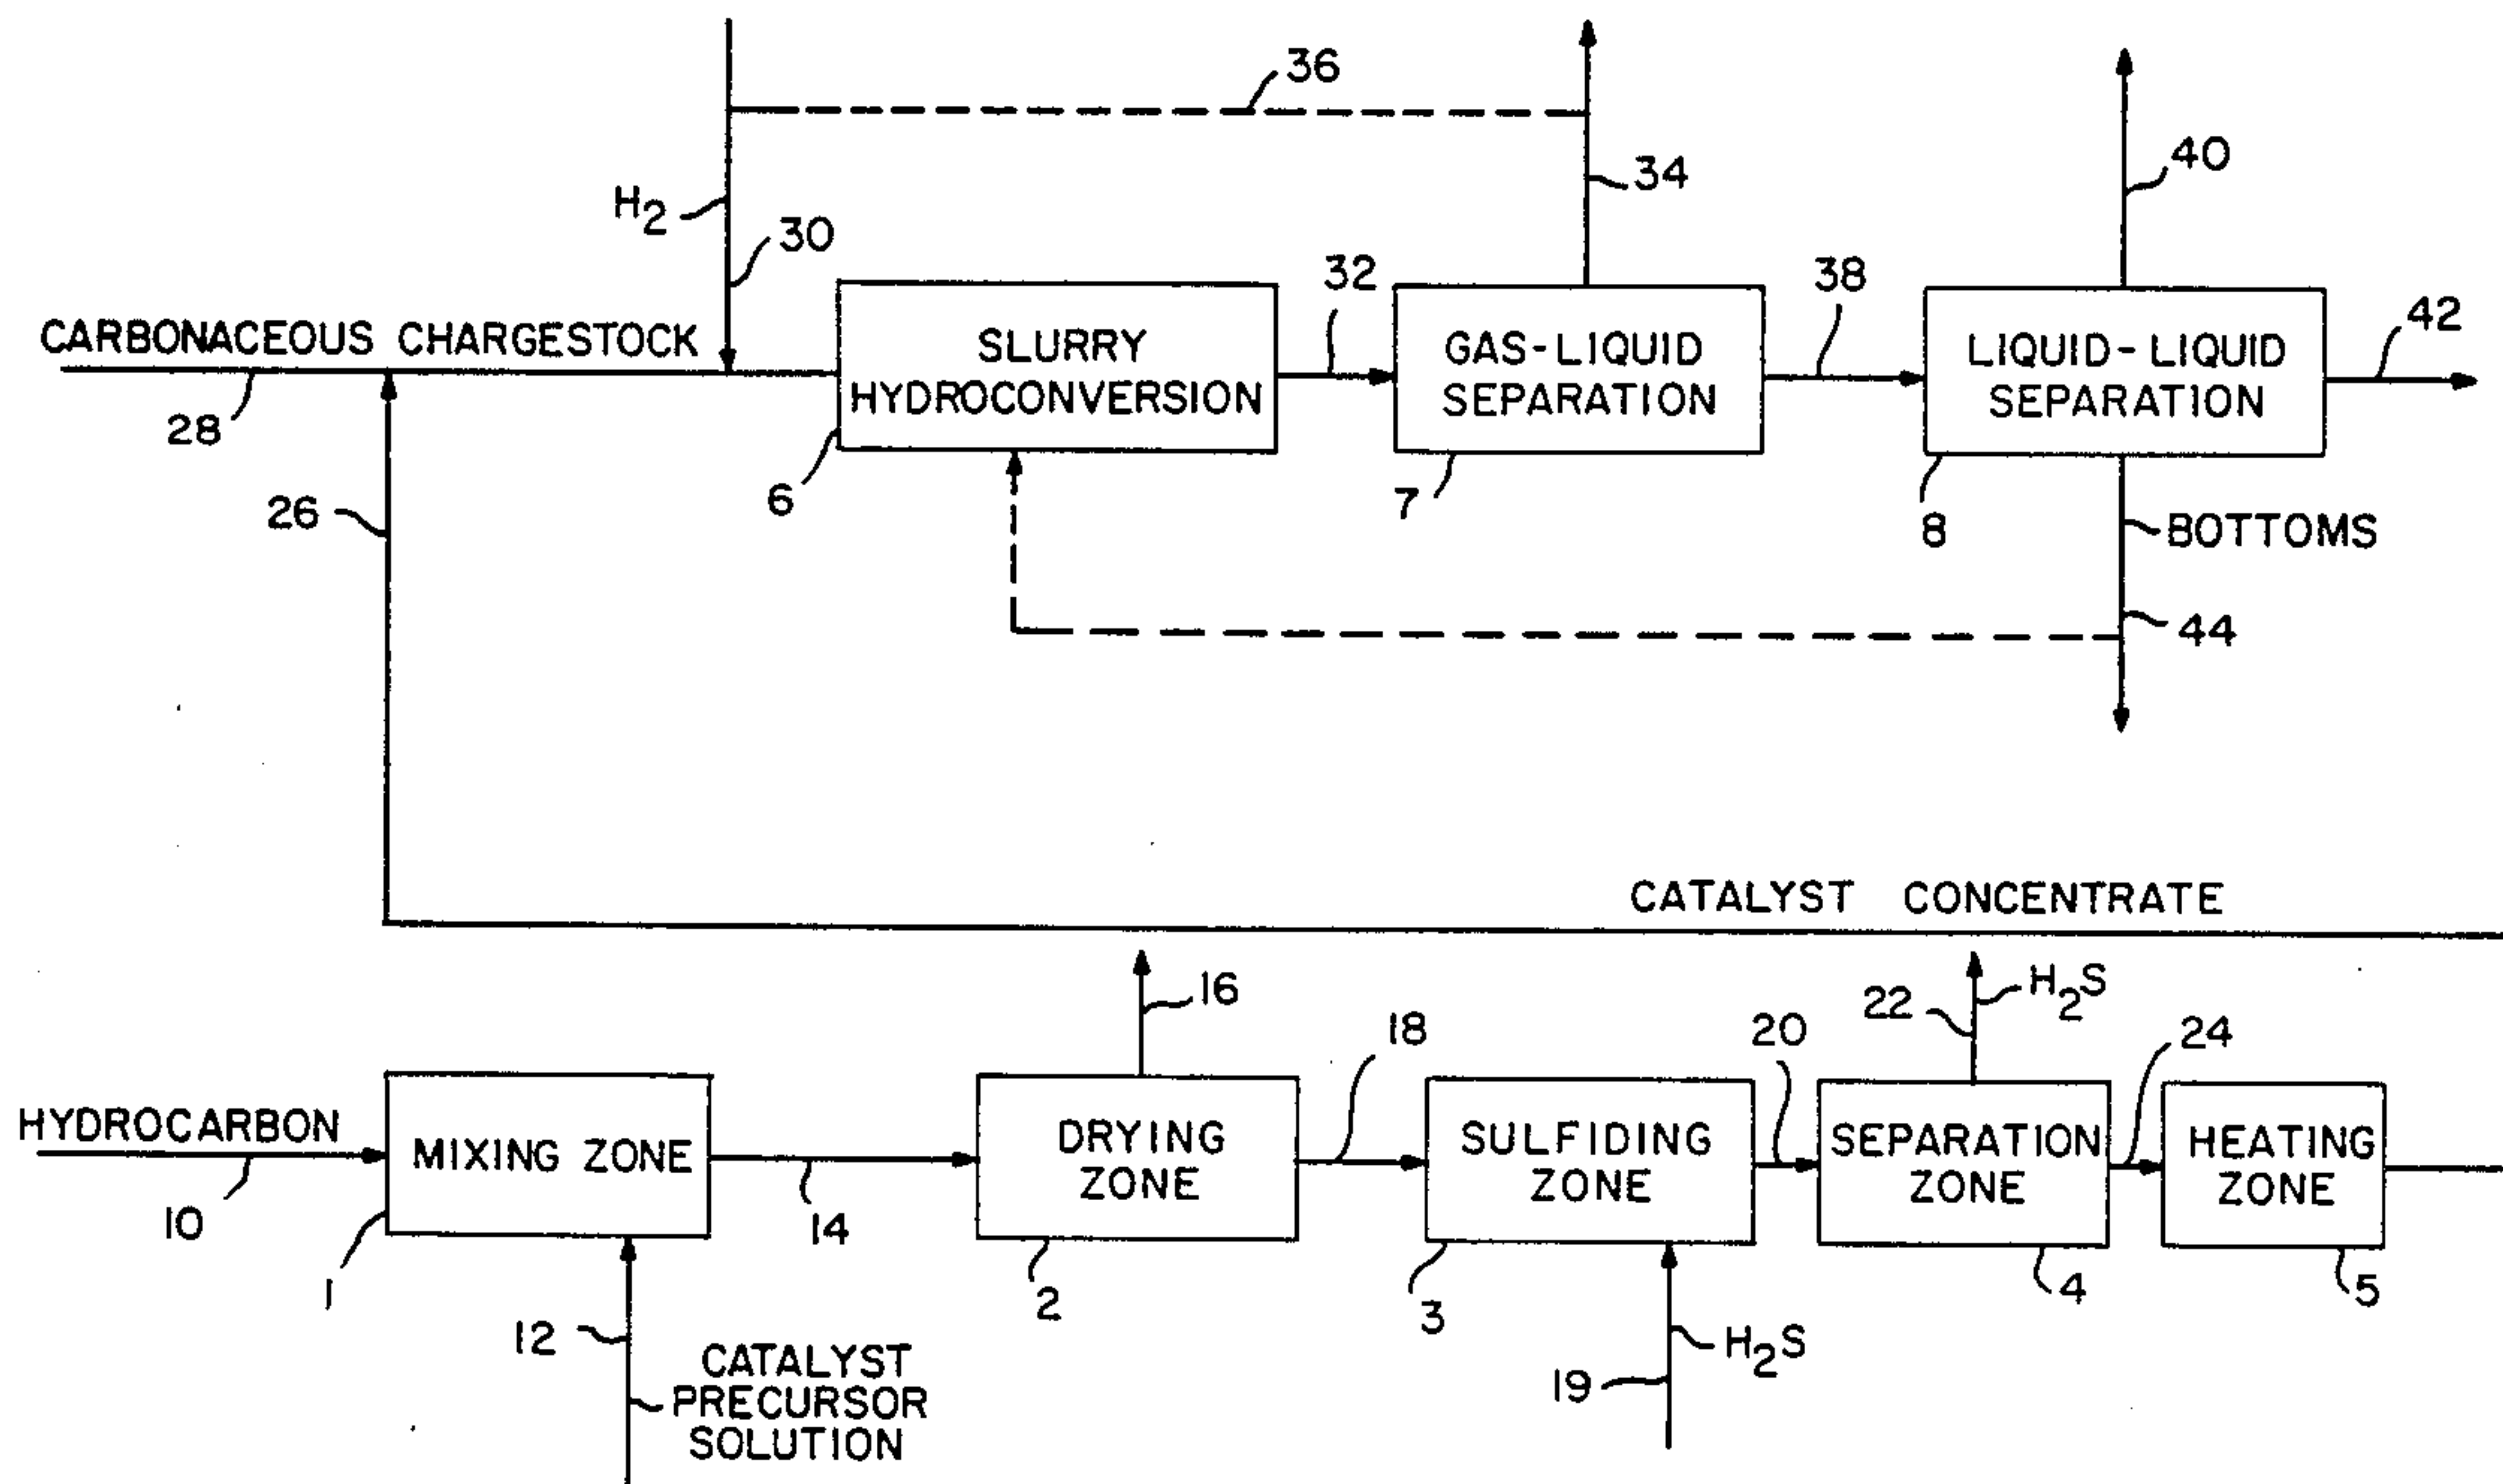 36
34
40
H2
30
32
38
42
CARBONACEOUS CHARGESTOCK
28
SLURRY
HYDROCONVERSION
6
GAS-LIQUID
SEPARATION
7
LIQUID-LIQUID
SEPARATION
8
26
BOTTOMS
44
CATALYST CONCENTRATE
16
18
20
22
H2S
24
HYDROCARBON
10
MIXING ZONE
1
14
DRYING
ZONE
2
SULFIDING
ZONE
3
SEPARATION
ZONE
4
HEATING
ZONE
5
12
CATALYST
PRECURSOR
SOLUTION
H2S
19